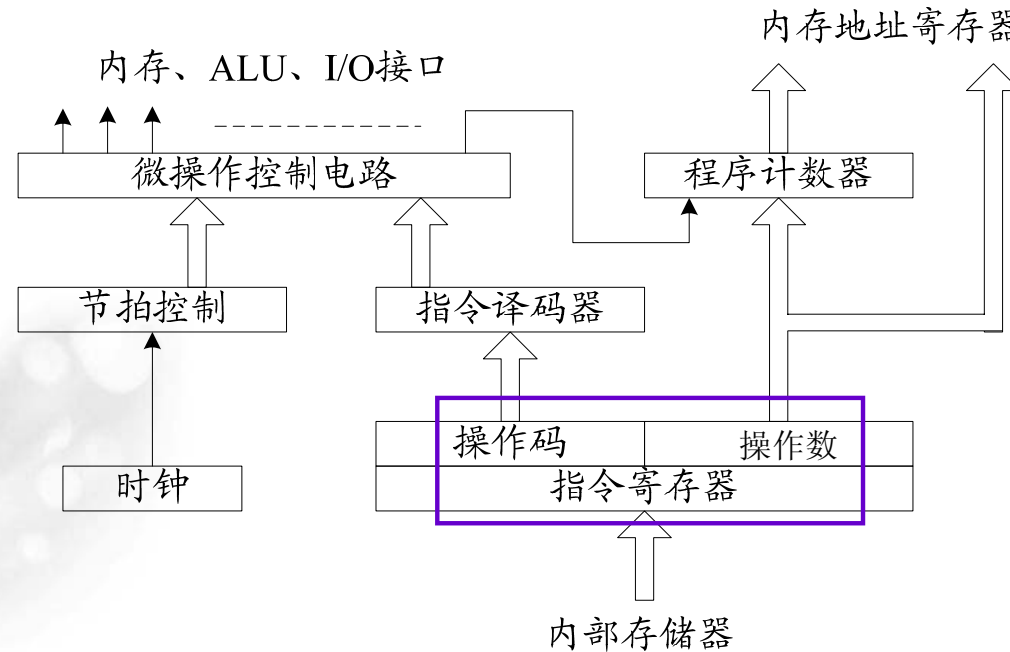 内存地址寄存器
内存、ALU、I/O接口
微操作控制电路
程序计数器
节拍控制
指令译码器
操作码
操作数
时钟
指令寄存器
内部存储器